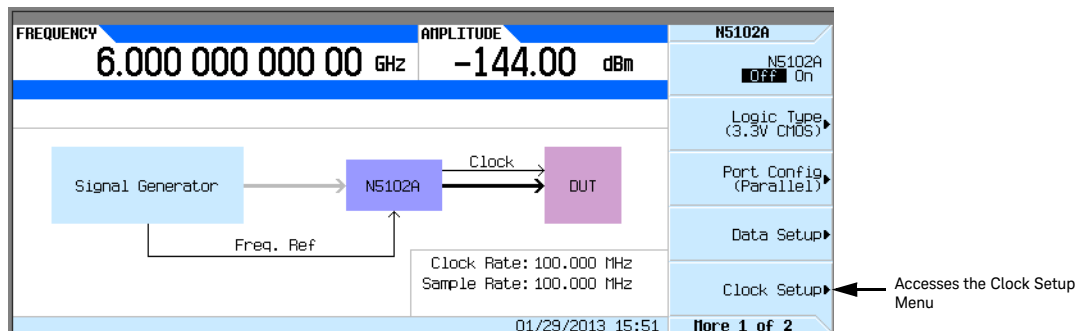 FREQUENCY
6.000 000 000 00 GHz
AMPLITUDE
-144.00 dBm
N5102A
N5102A
Off On
Logic Type
(3.3V CMOS)
Port Config
(Parallel)
Data Setup
Clock Setup
More 1 of 2
Signal Generator
N5102A
Clock
DUT
Freq. Ref
Clock Rate: 100.000 MHz
Sample Rate: 100.000 MHz
01/29/2013 15:51
Accesses the Clock Setup
Menu